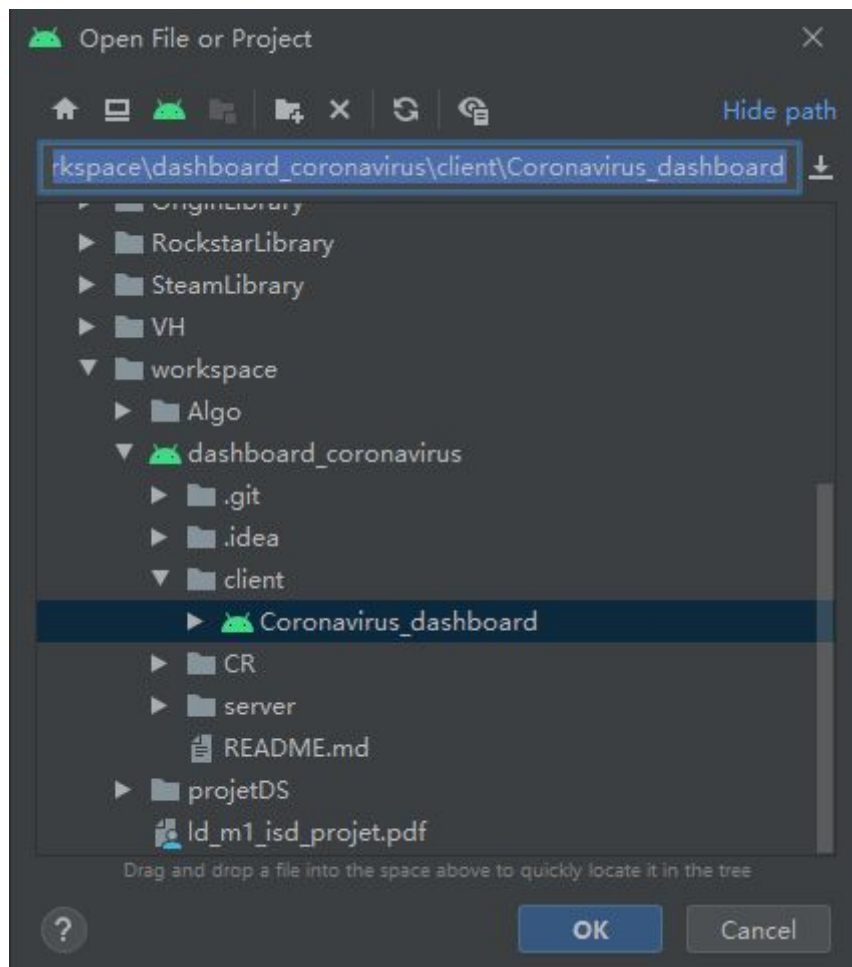 Open File or Project
Hide path
rkspace\dashboard_coronavirus\client\Coronavirus_dashboard
OriginLibrary
RockstarLibrary
SteamLibrary
VH
workspace
Algo
dashboard_coronavirus
.git
.idea
client
Coronavirus_dashboard
CR
server
README.md
projetDS
ld_m1_isd_projet.pdf
Drag and drop a file into the space above to quickly locate it in the tree
?
OK
Cancel